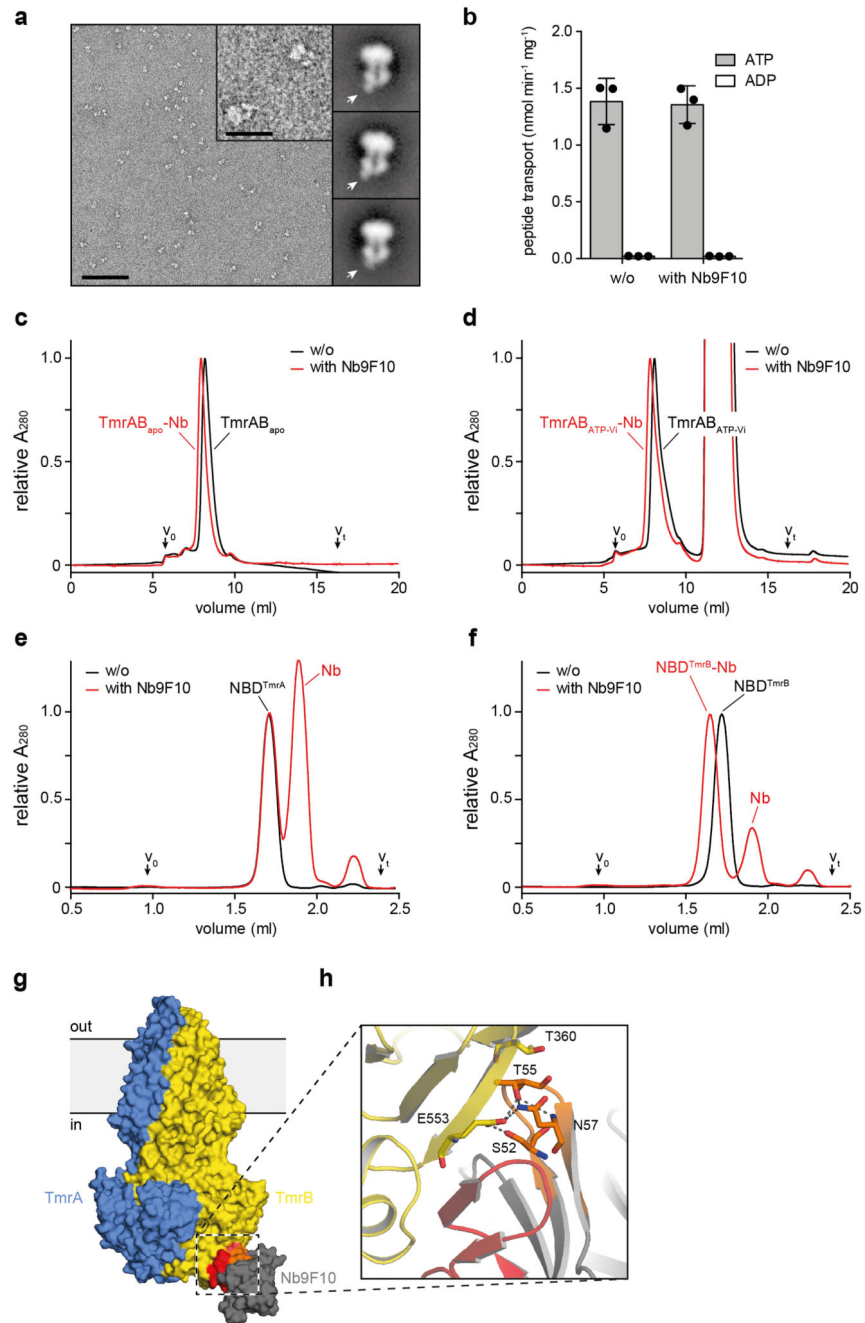 a
b
peptide transport (nmol min⁻¹ mg⁻¹)
2.0
1.5
1.0
0.5
0.0
ATP
ADP
w/o
with Nb9F10
c
w/o
with Nb9F10
TmrAB_apo-Nb
TmrAB_apo
relative A₂₈₀
1.0
0.5
0
V₀
Vₜ
0
5
10
15
20
volume (ml)
d
w/o
with Nb9F10
TmrAB_ATP-Vi-Nb
TmrAB_ATP-Vi
relative A₂₈₀
1.0
0.5
0
V₀
Vₜ
0
5
10
15
20
volume (ml)
e
w/o
with Nb9F10
NBD^TmrA
Nb
relative A₂₈₀
1.0
0.5
0
V₀
Vₜ
0.5
1.0
1.5
2.0
2.5
volume (ml)
f
w/o
with Nb9F10
NBD^TmrB-Nb
NBD^TmrB
Nb
relative A₂₈₀
1.0
0.5
0
V₀
Vₜ
0.5
1.0
1.5
2.0
2.5
volume (ml)
g
out
in
TmrA
TmrB
Nb9F10
h
T360
T55
E553
N57
S52